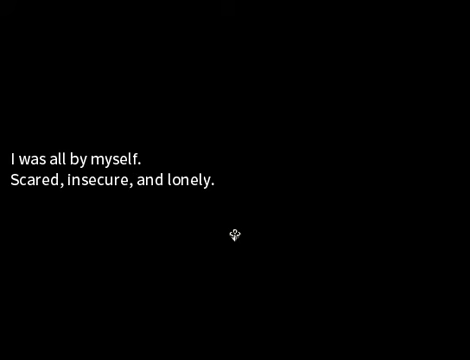 I was all by myself.
Scared, insecure, and lonely.